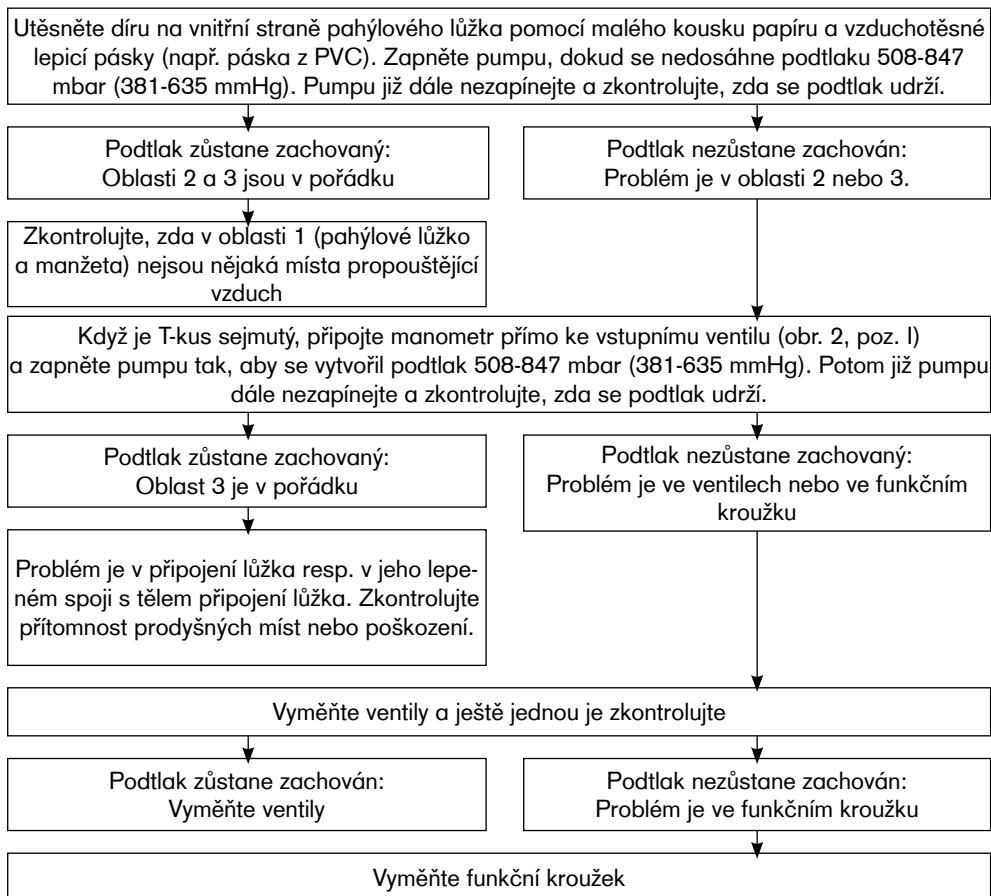 Utěsněte díru na vnitřní straně pahýlového lůžka pomocí malého kousku papíru a vzduchotěsné
lepicí pásky (např. páska z PVC). Zapněte pumpu, dokud se nedosáhne podtlaku 508-847
mbar (381-635 mmHg). Pumpu již dále nezapínejte a zkontrolujte, zda se podtlak udrží.
Podtlak zůstane zachovaný:
Oblasti 2 a 3 jsou v pořádku
Podtlak nezůstane zachován:
Problém je v oblasti 2 nebo 3.
Zkontrolujte, zda v oblasti 1 (pahýlové lůžko
a manžeta) nejsou nějaká místa propouštějící
vzduch
Když je T-kus sejmutý, připojte manometr přímo ke vstupnímu ventilu (obr. 2, poz. I)
a zapněte pumpu tak, aby se vytvořil podtlak 508-847 mbar (381-635 mmHg). Potom již pumpu
dále nezapínejte a zkontrolujte, zda se podtlak udrží.
Podtlak zůstane zachovaný:
Oblast 3 je v pořádku
Podtlak nezůstane zachovaný:
Problém je ve ventilech nebo ve funkčním
kroužku
Problém je v připojení lůžka resp. v jeho lepe-
ném spoji s tělem připojení lůžka. Zkontrolujte
přítomnost prodyšných míst nebo poškození.
Vyměňte ventily a ještě jednou je zkontrolujte
Podtlak zůstane zachován:
Vyměňte ventily
Podtlak nezůstane zachován:
Problém je ve funkčním kroužku
Vyměňte funkční kroužek